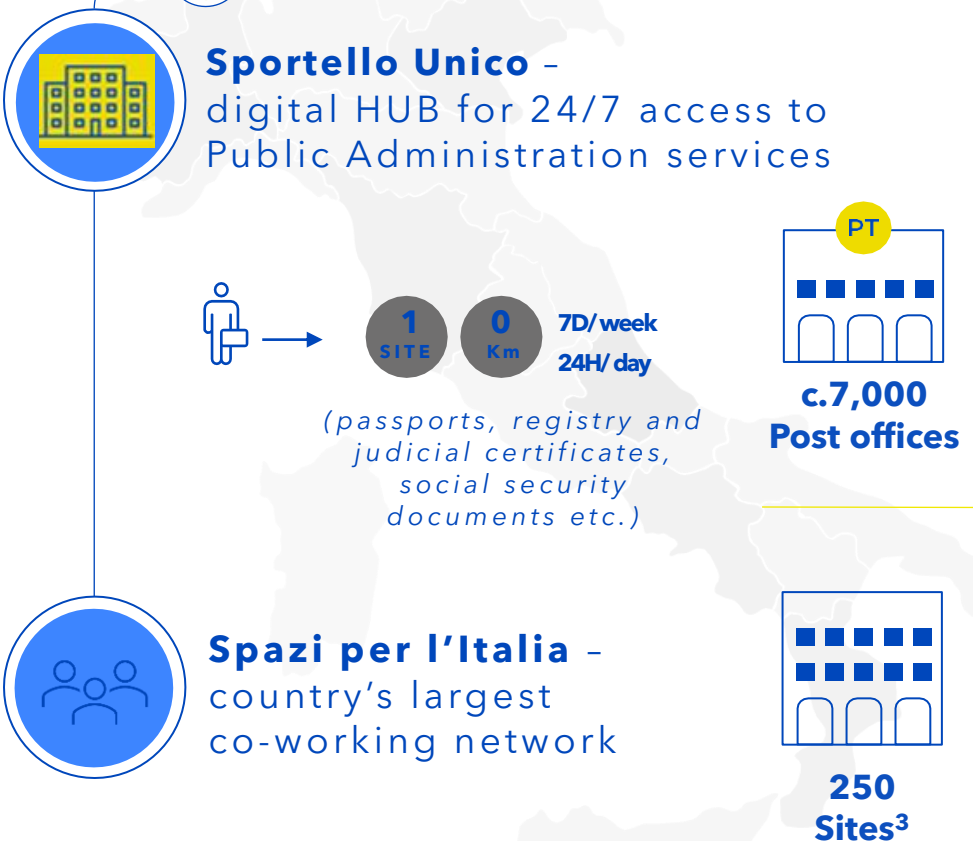 Sportello Unico –
digital HUB for 24/7 access to
Public Administration services
PT
1
SITE
0
Km
7D/week
24H/day
c.7,000
Post offices
(passports, registry and
judicial certificates,
social security
documents etc.)
Spazi per l’Italia –
country’s largest
co-working network
250
Sites³